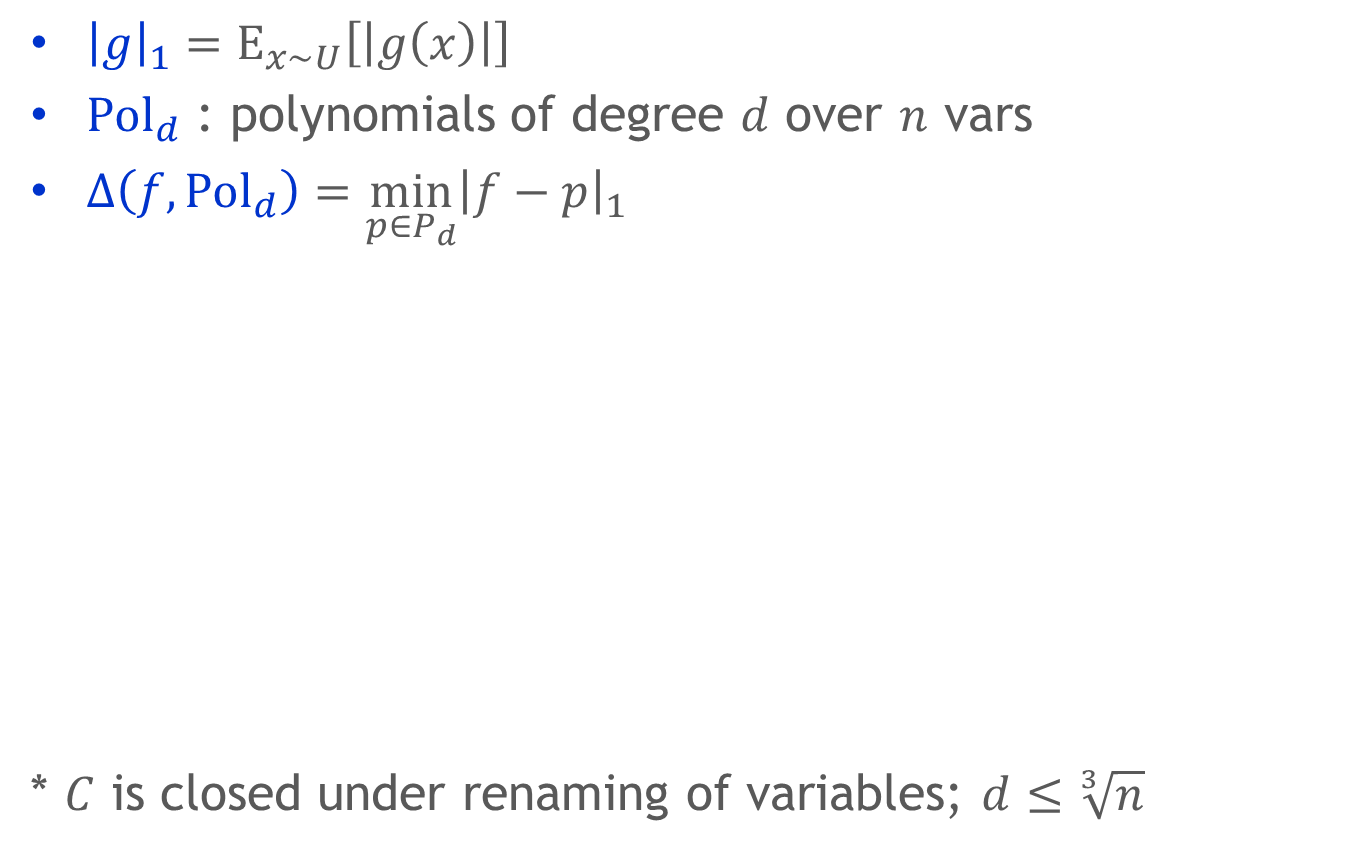 • |g|₁ = E_{x~U}[|g(x)|]
• Pol_d : polynomials of degree d over n vars
• Δ(f, Pol_d) = min_{p∈P_d} |f − p|₁
* C is closed under renaming of variables; d ≤ ∛n